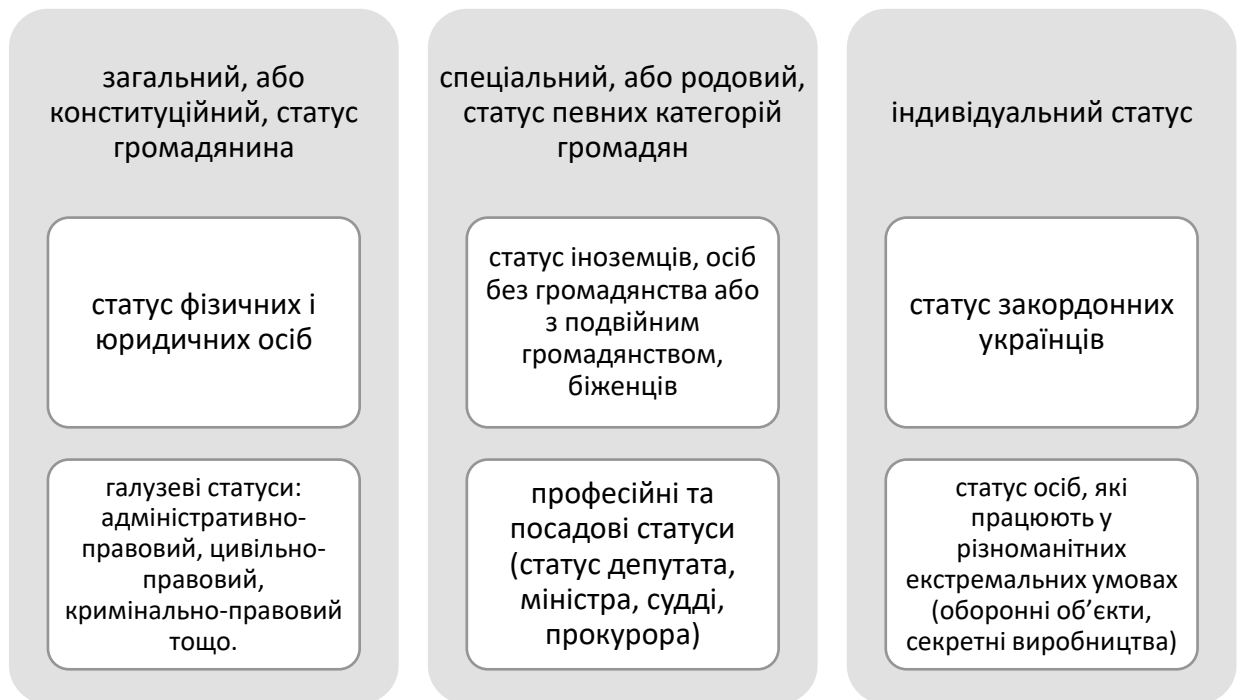 загальний, або
конституційний, статус
громадянина
статус фізичних і
юридичних осіб
галузеві статуси:
адміністративно-
правовий, цивільно-
правовий,
кримінально-правовий
тощо.
спеціальний, або родовий,
статус певних категорій
громадян
статус іноземців, осіб
без громадянства або
з подвійним
громадянством,
біженців
професійні та
посадові статуси
(статус депутата,
міністра, судді,
прокурора)
індивідуальний статус
статус закордонних
українців
статус осіб, які
працюють у
різноманітних
екстремальних умовах
(оборонні об’єкти,
секретні виробництва)